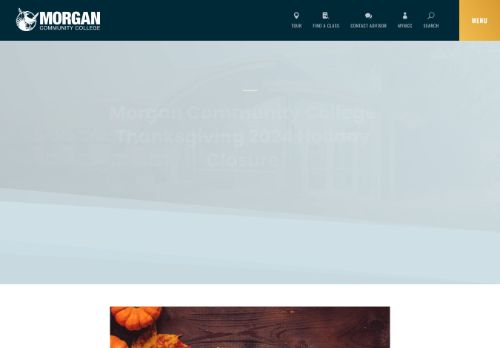 MORGAN
COMMUNITY COLLEGE
TOUR
FIND A CLASS
CONTACT ADVISOR
MYMCC
SEARCH
MENU
Morgan Community College
Thanksgiving 2024 Holiday
Closure